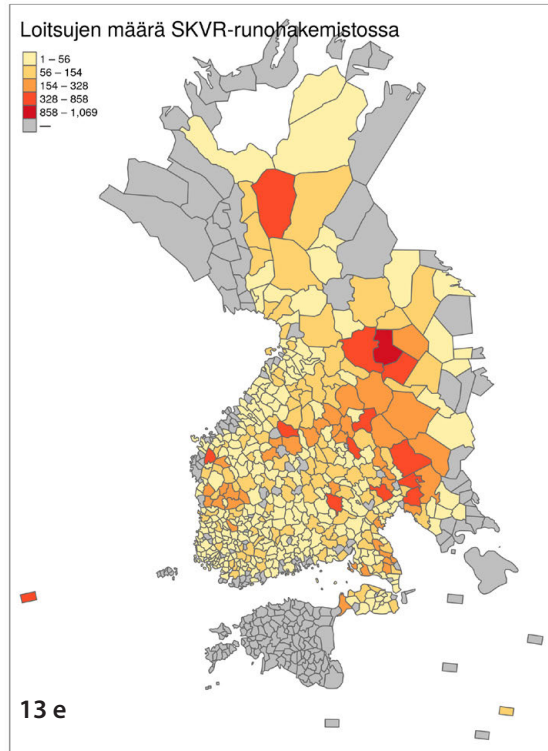 Loitsujen määrä SKVR-runohakemistossa
1 – 56
56 – 154
154 – 328
328 – 858
858 – 1,069
—
13 e